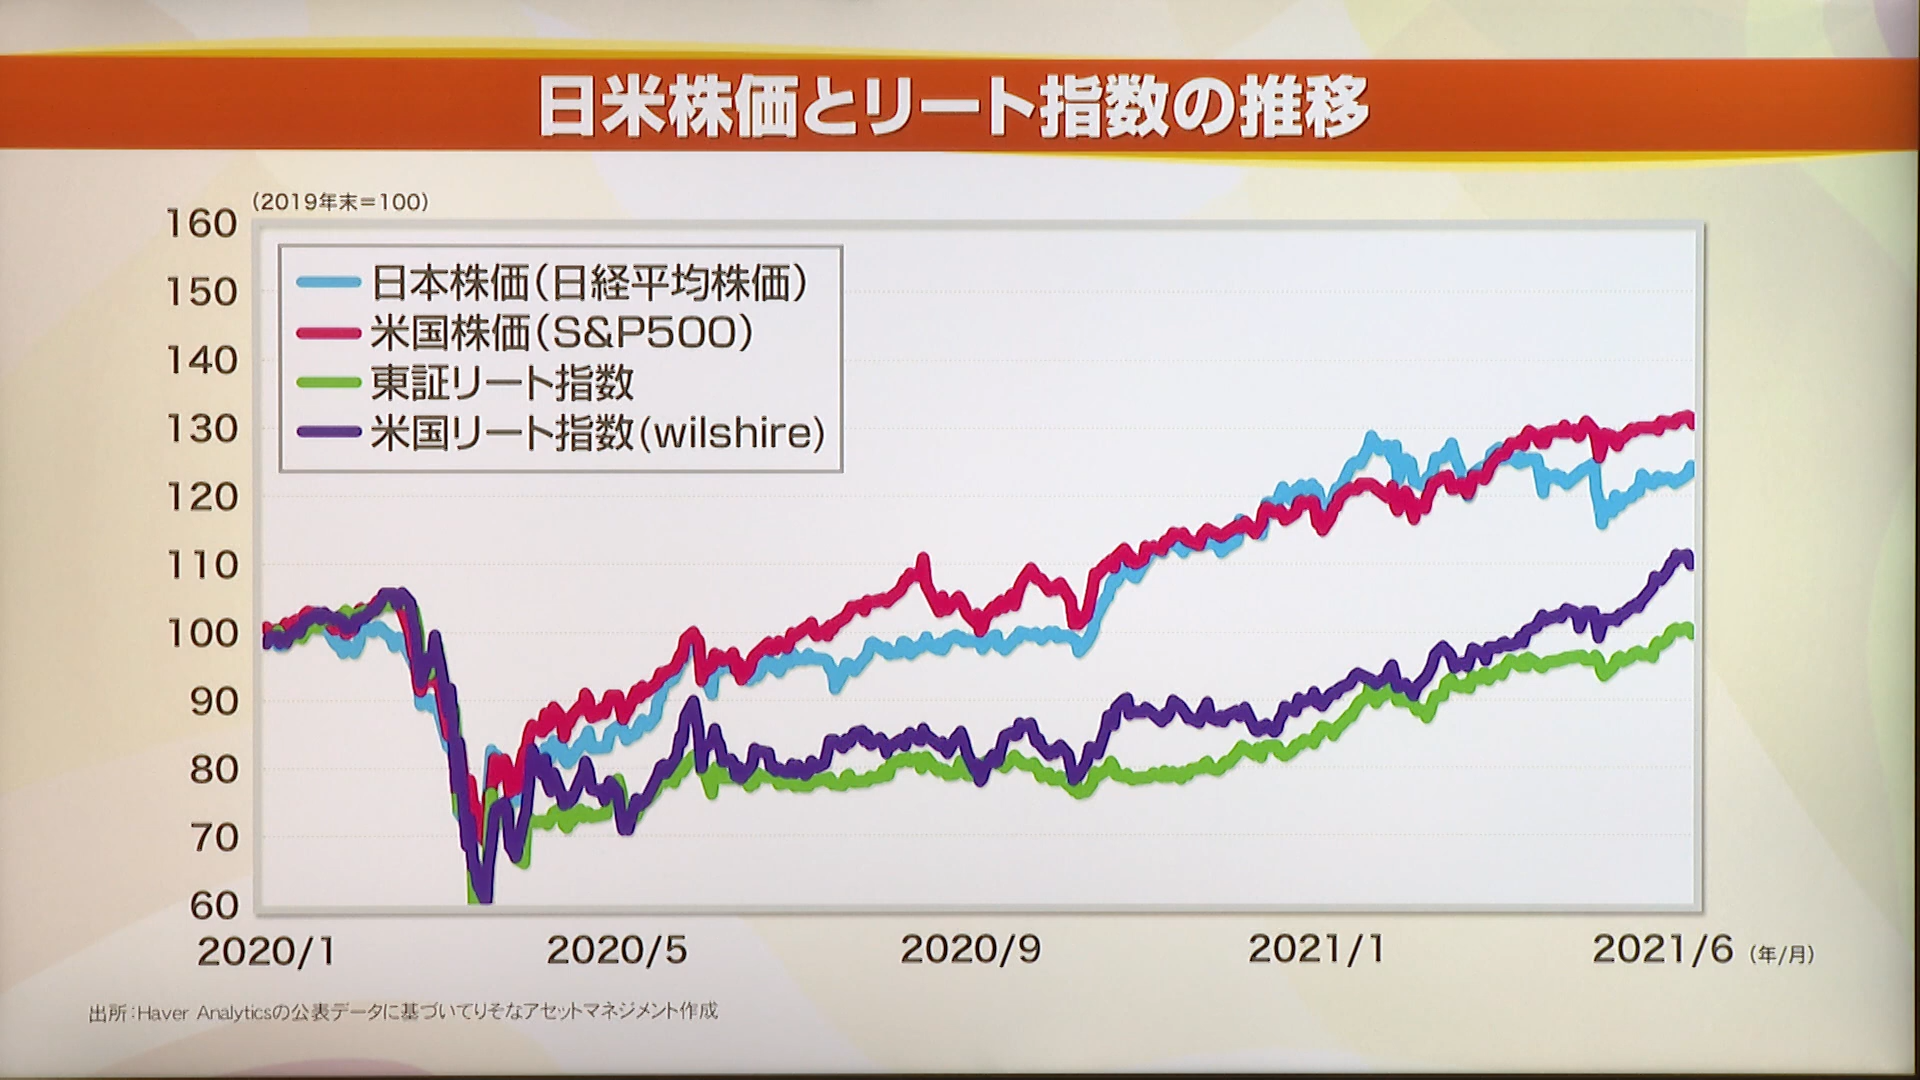 日米株価とリート指数の推移
(2019年末=100)
160
150
140
130
120
110
100
90
80
70
60
日本株価(日経平均株価)
米国株価(S&P500)
東証リート指数
米国リート指数(wilshire)
2020/1 2020/5 2020/9 2021/1 2021/6 (年/月)
出所:Haver Analyticsの公表データに基づいてりそなアセットマネジメント作成